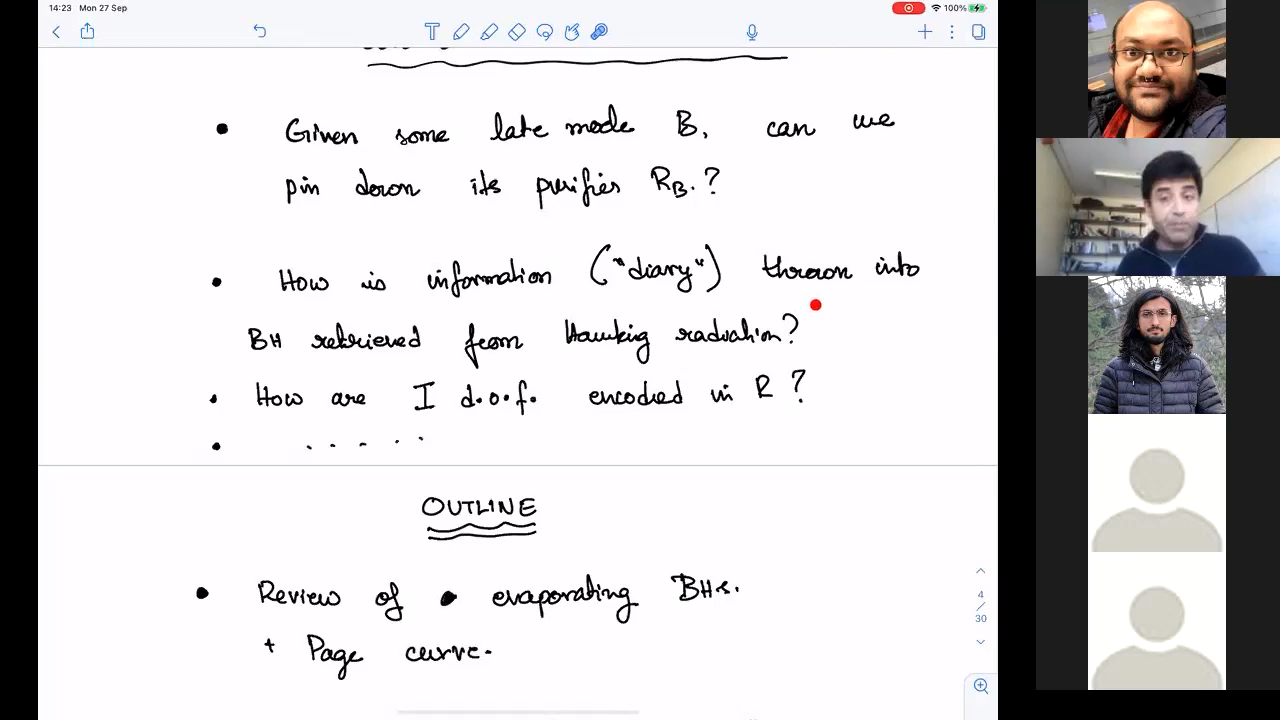 14:23 Mon 27 Sep
100%
• Given some late mode B, can we
pin down its purifier R_B.?
• How is information ("diary") thrown into
BH retrieved from Hawking radiation?
• How are I d.o.f. encoded in R?
• . . . . .
OUTLINE
• Review of evaporating BHs.
+ Page curve.
4
/
30